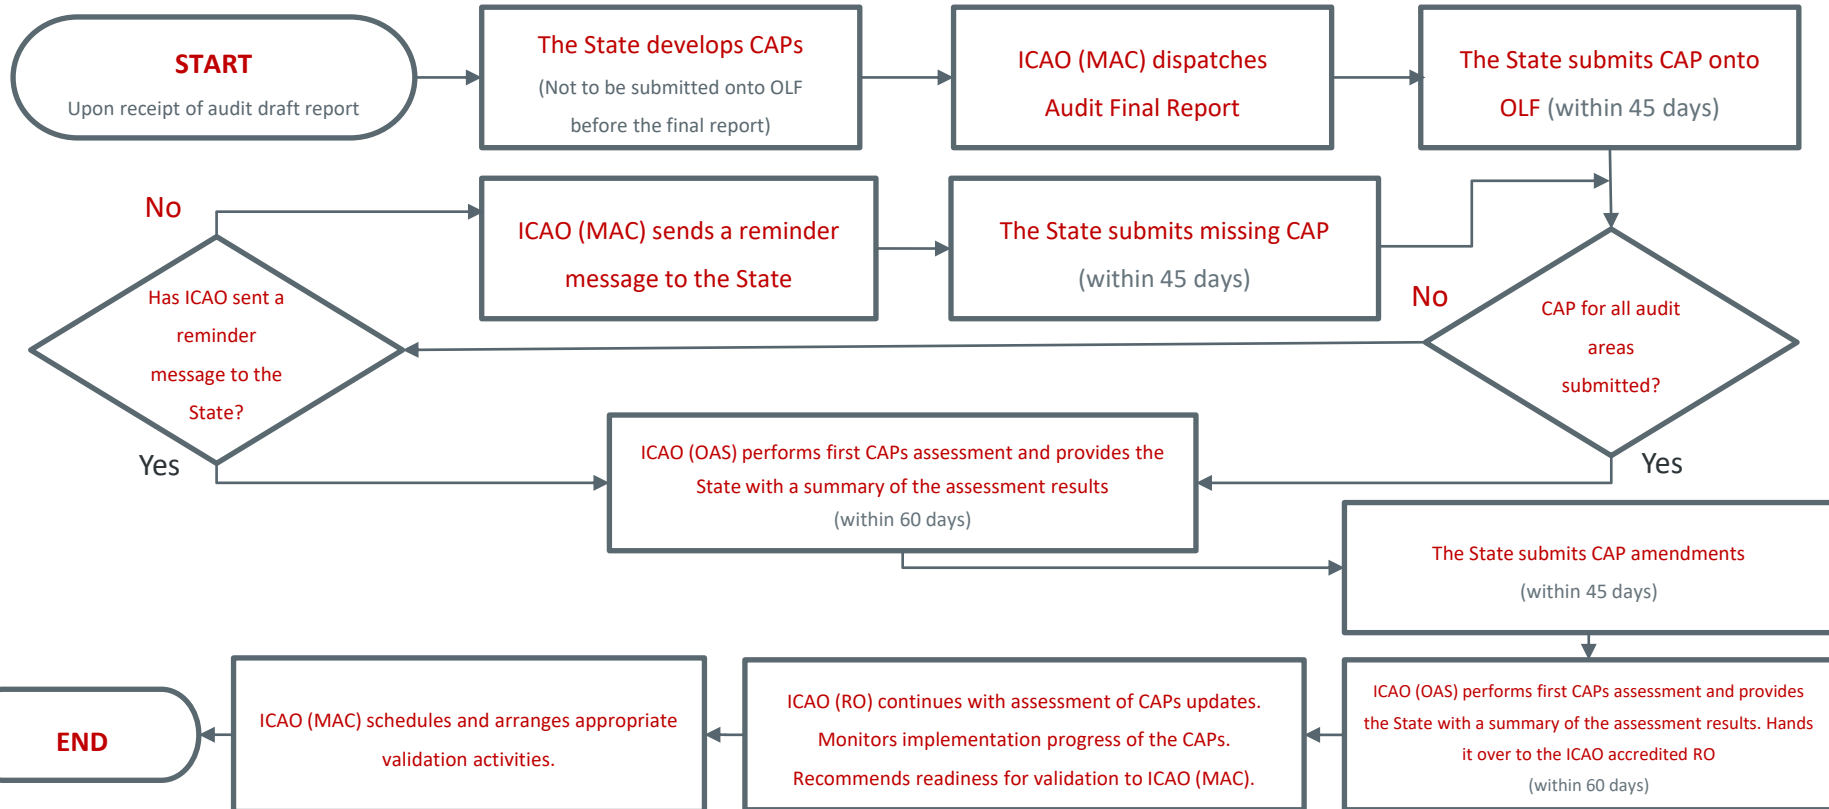 START
Upon receipt of audit draft report
The State develops CAPs
(Not to be submitted onto OLF
before the final report)
ICAO (MAC) dispatches
Audit Final Report
The State submits CAP onto
OLF (within 45 days)
No
ICAO (MAC) sends a reminder
message to the State
The State submits missing CAP
(within 45 days)
No
Has ICAO sent a
reminder
message to the
State?
CAP for all audit
areas
submitted?
Yes
ICAO (OAS) performs first CAPs assessment and provides the
State with a summary of the assessment results
(within 60 days)
Yes
The State submits CAP amendments
(within 45 days)
END
ICAO (MAC) schedules and arranges appropriate
validation activities.
ICAO (RO) continues with assessment of CAPs updates.
Monitors implementation progress of the CAPs.
Recommends readiness for validation to ICAO (MAC).
ICAO (OAS) performs first CAPs assessment and provides
the State with a summary of the assessment results. Hands
it over to the ICAO accredited RO
(within 60 days)